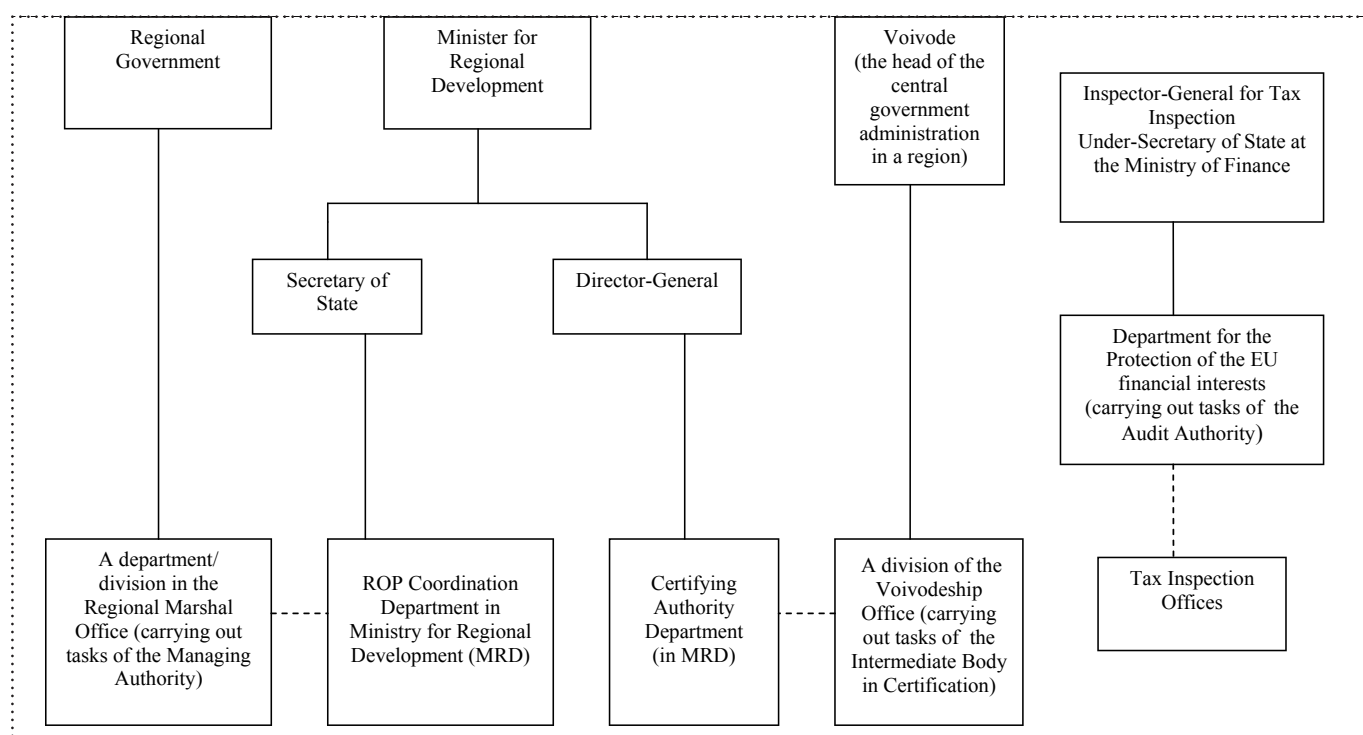 Regional
Government
Minister for
Regional
Development
Voivode
(the head of the
central
government
administration
in a region)
Inspector-General for Tax
Inspection
Under-Secretary of State at
the Ministry of Finance
Secretary of
State
Director-General
Department for the
Protection of the EU
financial interests
(carrying out tasks of the
Audit Authority)
A department/
division in the
Regional Marshal
Office (carrying out
tasks of the Managing
Authority)
ROP Coordination
Department in
Ministry for Regional
Development (MRD)
Certifying
Authority
Department
(in MRD)
A division of the
Voivodeship
Office (carrying
out tasks of the
Intermediate Body
in Certification)
Tax Inspection
Offices